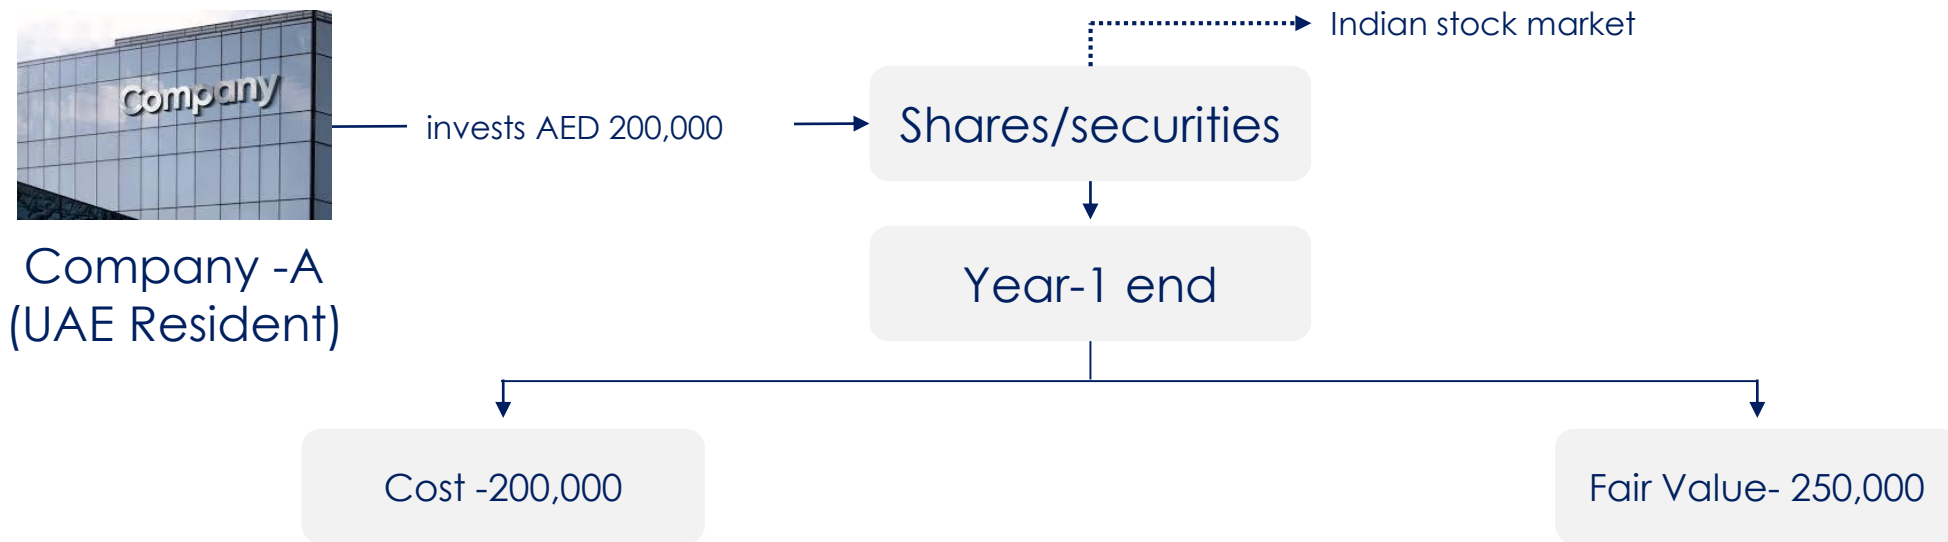 Indian stock market
Company
invests AED 200,000
Shares/securities
Year-1 end
Company -A
(UAE Resident)
Cost -200,000
Fair Value- 250,000